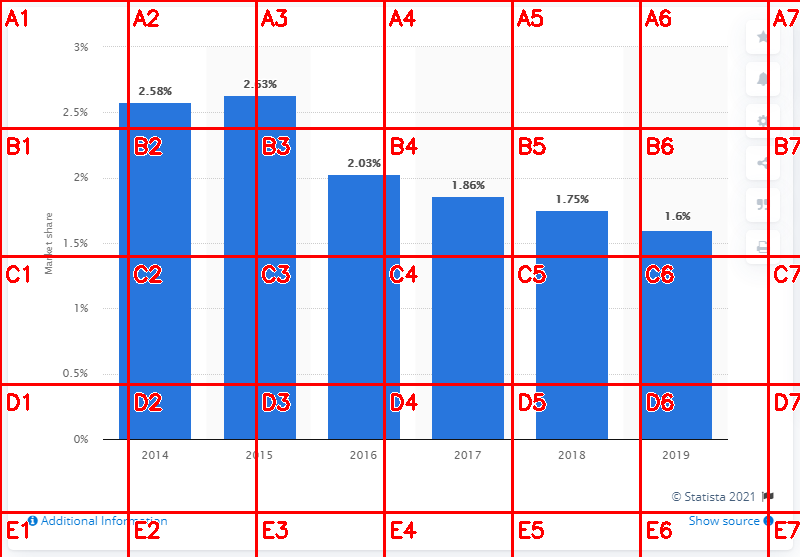 A1 A2 A3 A4 A5 A6 A7
3%
2.58% 2.63%
2.5%
B1 B2 B3 B4 B5 B6 B7
2.03%
2%
1.86%
1.75%
1.6%
Market share
1.5%
C1 C2 C3 C4 C5 C6 C7
1%
0.5%
D1 D2 D3 D4 D5 D6 D7
0%
2014 2015 2016 2017 2018 2019
© Statista 2021
Additional Information
Show source
E1 E2 E3 E4 E5 E6 E7